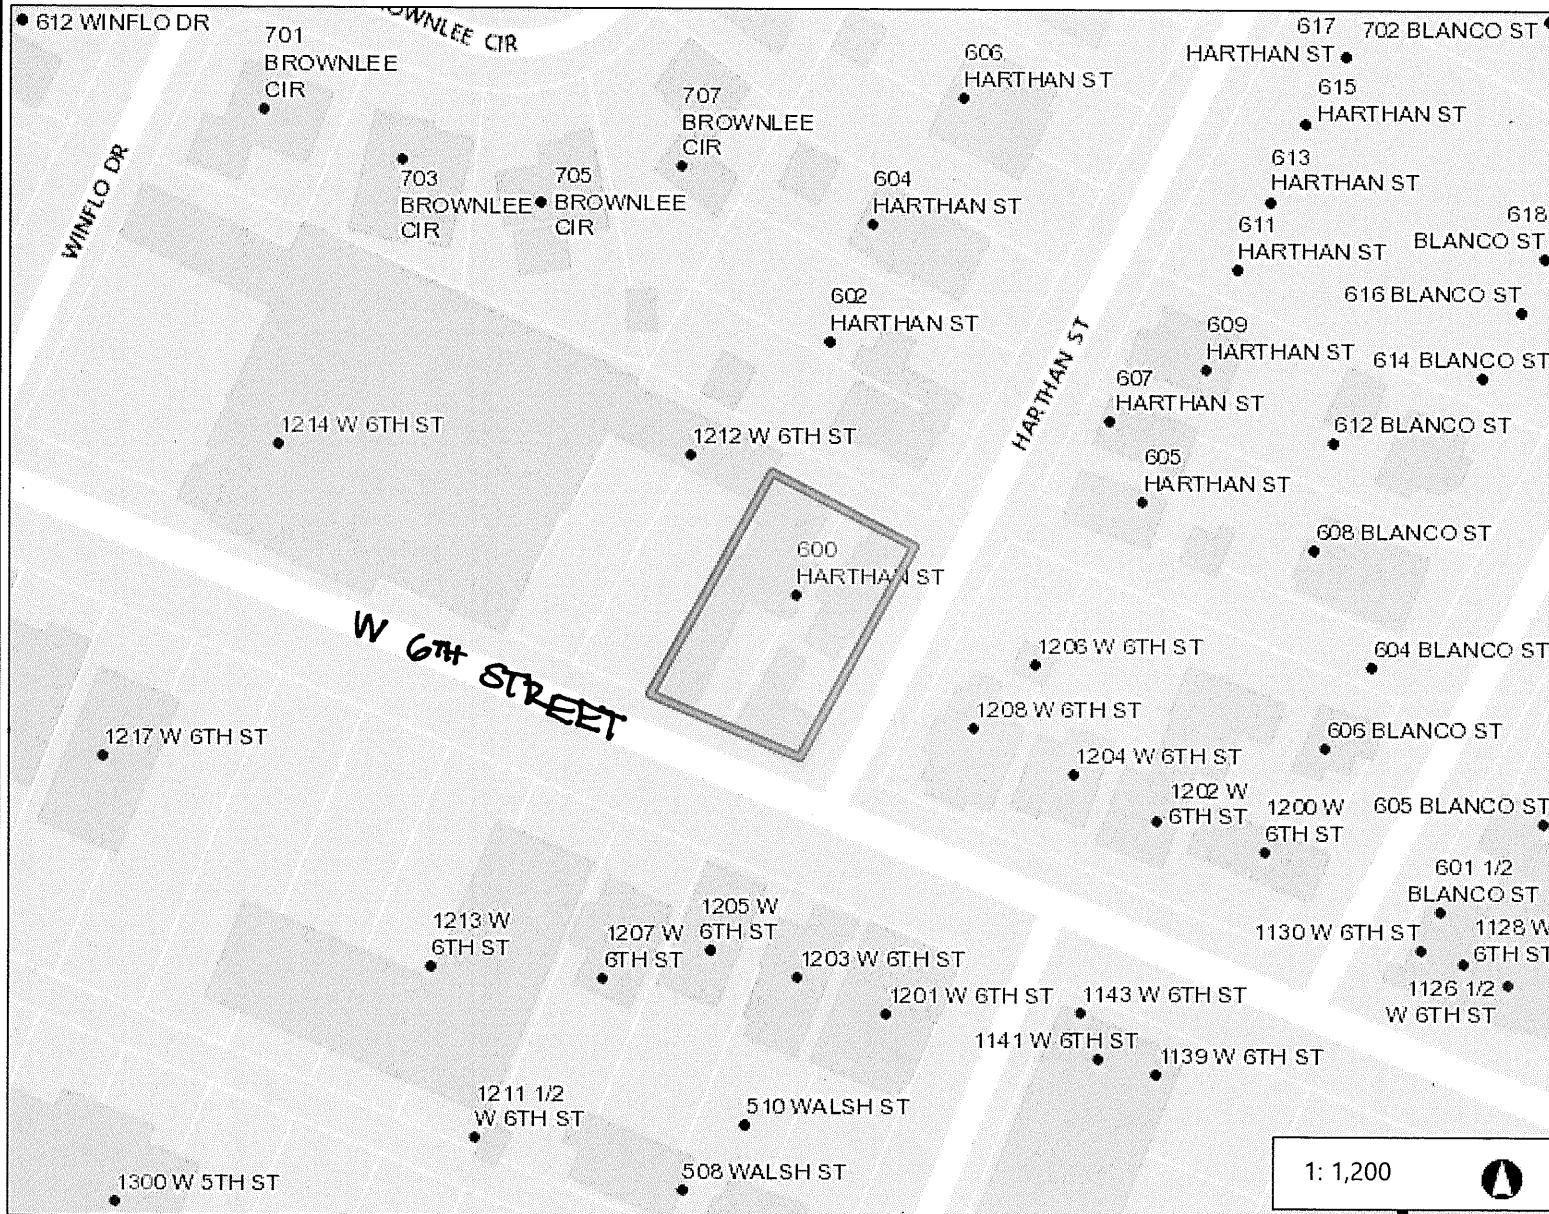 612 WINFLO DR
701
BROWNLEE
CIR
OWNLEE CIR
617
HARTHAN ST
702 BLANCO ST
606
HARTHAN ST
615
HARTHAN ST
707
BROWNLEE
CIR
613
HARTHAN ST
WINFLO DR
703
BROWNLEE
CIR
705
BROWNLEE
CIR
604
HARTHAN ST
611
HARTHAN ST
618
BLANCO ST
616 BLANCO ST
602
HARTHAN ST
609
HARTHAN ST
614 BLANCO ST
HARTHAN ST
607
HARTHAN ST
1214 W 6TH ST
1212 W 6TH ST
612 BLANCO ST
605
HARTHAN ST
608 BLANCO ST
600
HARTHAN ST
W 6TH STREET
1206 W 6TH ST
604 BLANCO ST
1208 W 6TH ST
606 BLANCO ST
1217 W 6TH ST
1204 W 6TH ST
1202 W
6TH ST
1200 W
6TH ST
605 BLANCO ST
601 1/2
BLANCO ST
1213 W
6TH ST
1207 W
6TH ST
1205 W
6TH ST
1203 W 6TH ST
1130 W 6TH ST
1128 W
6TH ST
1201 W 6TH ST
1143 W 6TH ST
1126 1/2
W 6TH ST
1141 W 6TH ST
1139 W 6TH ST
1211 1/2
W 6TH ST
510 WALSH ST
508 WALSH ST
1300 W 5TH ST
1: 1,200